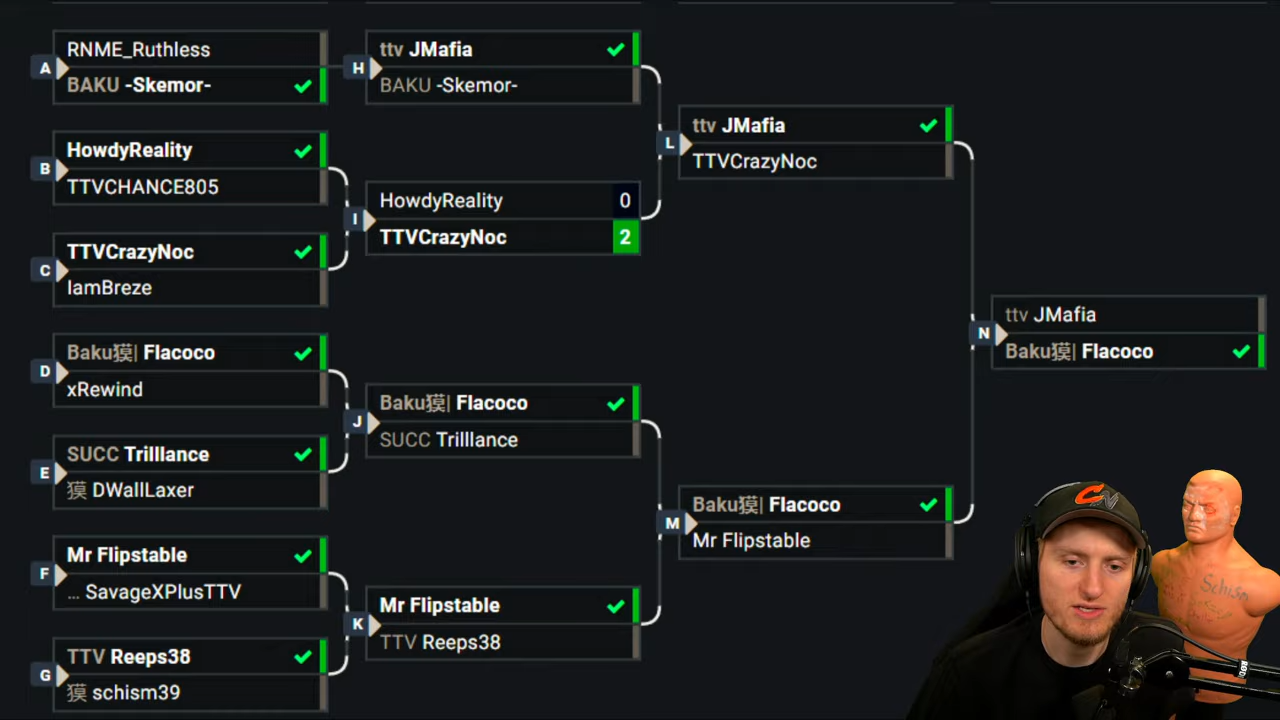 A
RNME_Ruthless
BAKU -Skemor-
B
HowdyReality
TTVCHANCE805
C
TTVCrazyNoc
IamBreze
D
Baku獏| Flacoco
xRewind
E
SUCC Trilllance
獏 DWallLaxer
F
Mr Flipstable
... SavageXPlusTTV
G
TTV Reeps38
獏 schism39
H
ttv JMafia
BAKU -Skemor-
I
HowdyReality 0
TTVCrazyNoc 2
J
Baku獏| Flacoco
SUCC Trilllance
K
Mr Flipstable
TTV Reeps38
L
ttv JMafia
TTVCrazyNoc
M
Baku獏| Flacoco
Mr Flipstable
N
ttv JMafia
Baku獏| Flacoco
CN
Schism
RØDE